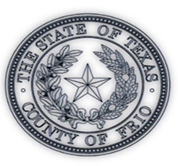 THE STATE OF TEXAS
COUNTY OF FRIO